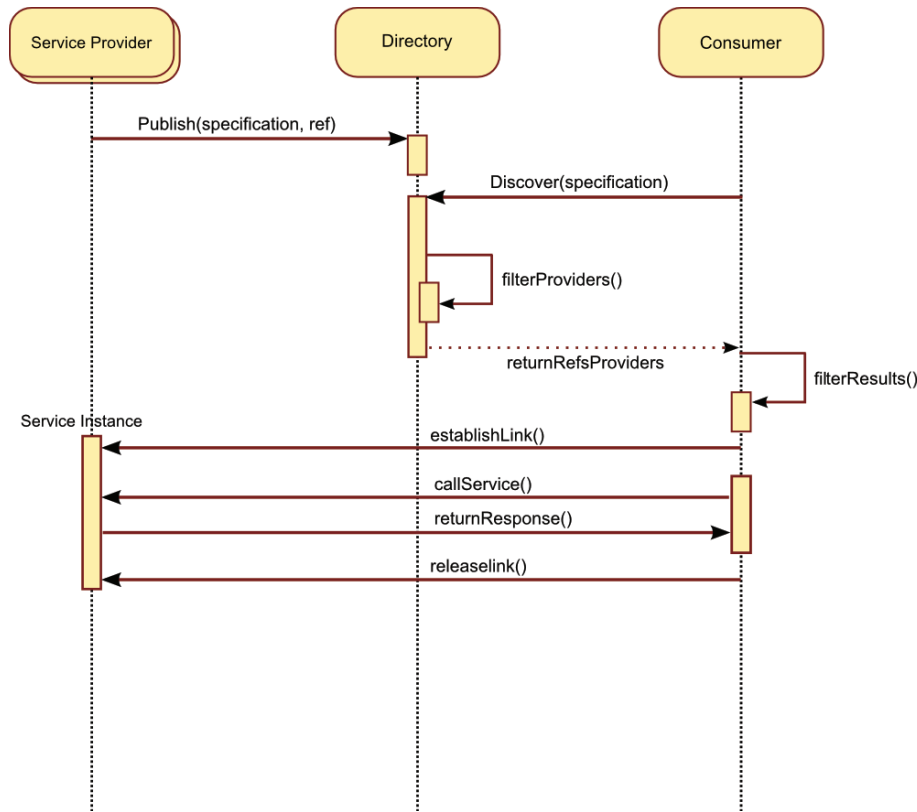 Service Provider
Directory
Consumer
Publish(specification, ref)
Discover(specification)
filterProviders()
returnRefsProviders
filterResults()
Service Instance
establishLink()
callService()
returnResponse()
releaselink()